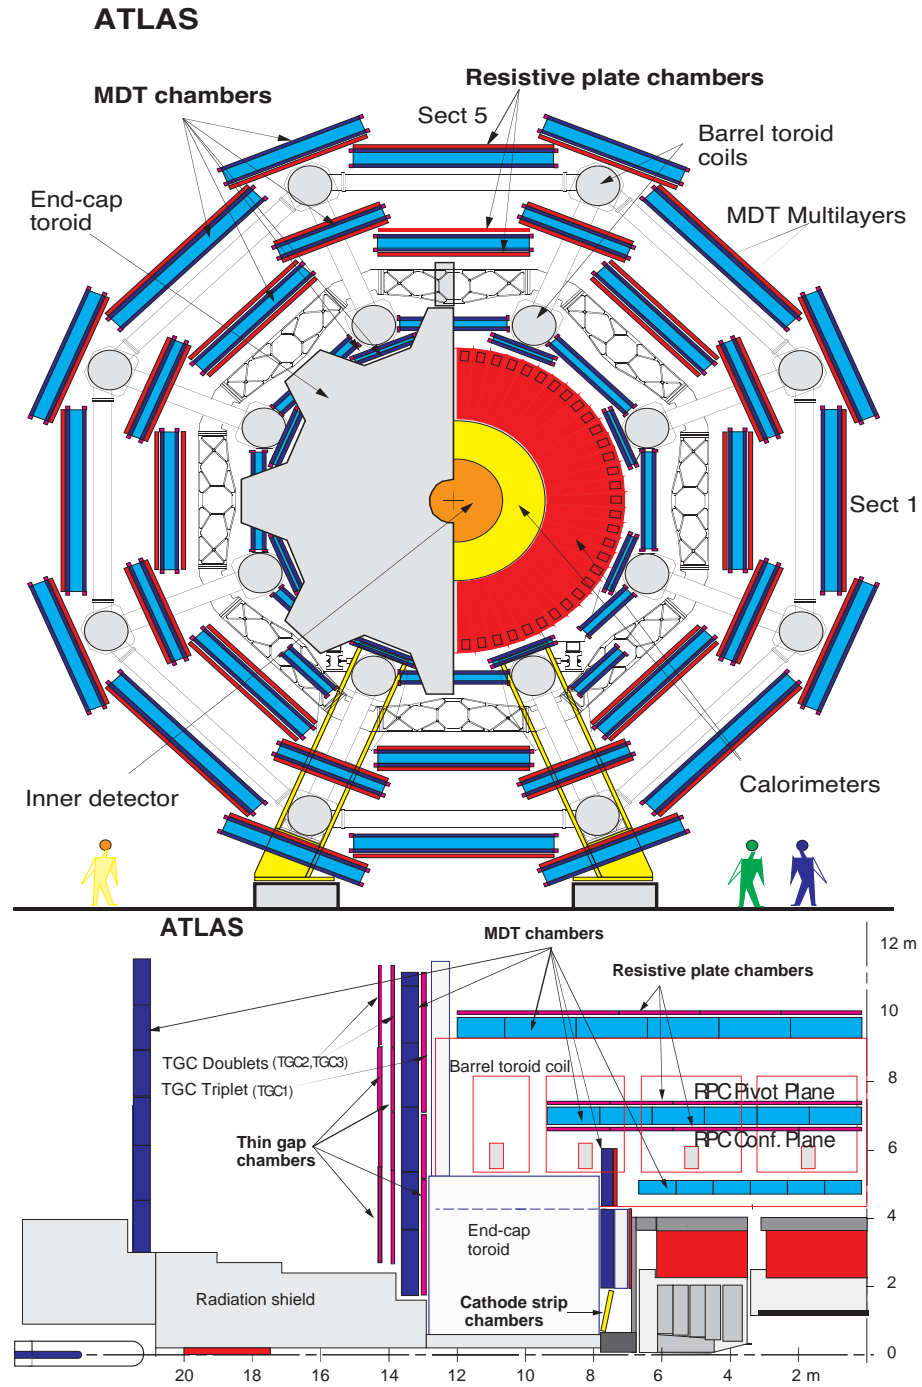 ATLAS
Resistive plate chambers
MDT chambers
Sect 5
Barrel toroid
coils
End-cap
toroid
MDT Multilayers
Sect 1
Inner detector
Calorimeters
ATLAS
MDT chambers
12 m
Resistive plate chambers
10
TGC Doublets (TGC2,TGC3)
Barrel toroid coil
TGC Triplet (TGC1)
8
RPC Pivot Plane
Thin gap
chambers
RPC Conf. Plane
6
4
End-cap
toroid
2
Radiation shield
Cathode strip
chambers
0
20 18 16 14 12 10 8 6 4 2 m